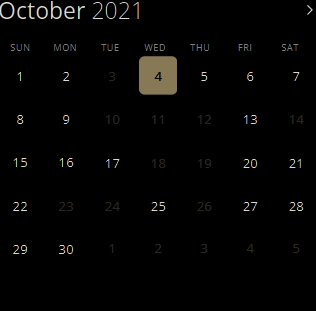 October 2021
SUN MON TUE WED THU FRI SAT
1 2 3 4 5 6 7
8 9 10 11 12 13 14
15 16 17 18 19 20 21
22 23 24 25 26 27 28
29 30 1 2 3 4 5